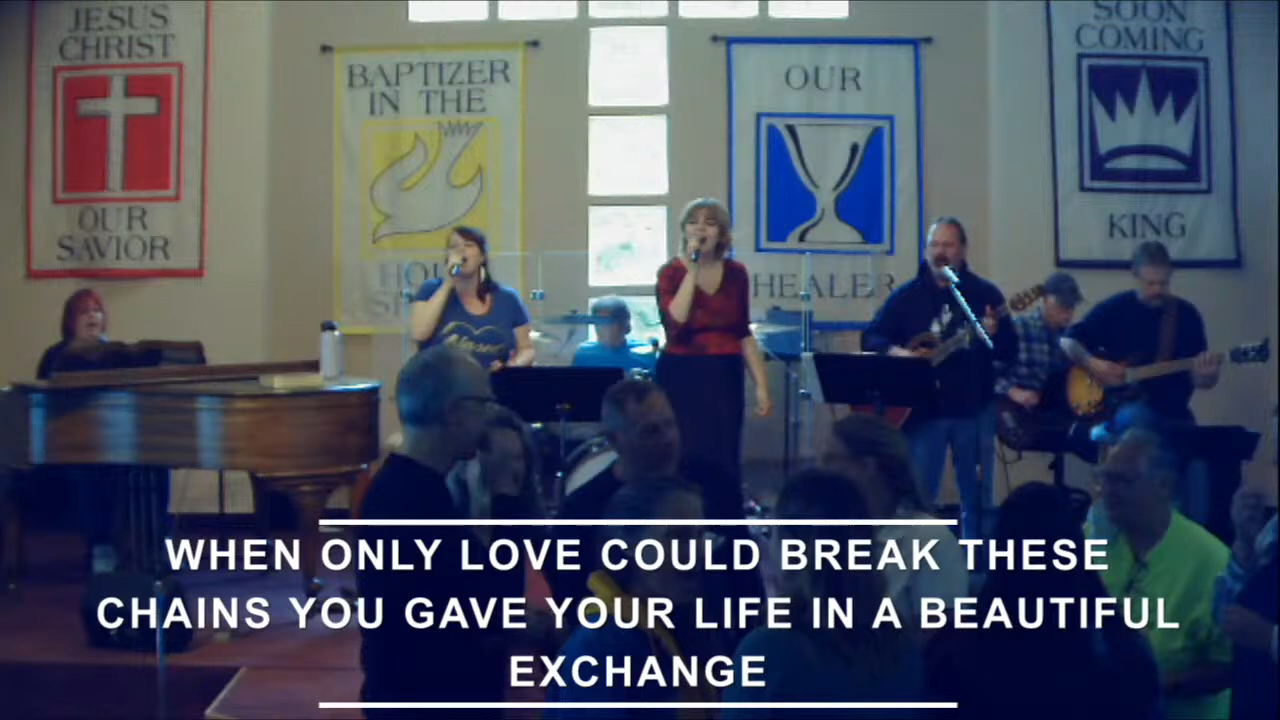 JESUS
CHRIST
OUR
SAVIOR
BAPTIZER
IN THE
OUR
HEALER
SOON
COMING
KING
WHEN ONLY LOVE COULD BREAK THESE
CHAINS YOU GAVE YOUR LIFE IN A BEAUTIFUL
EXCHANGE